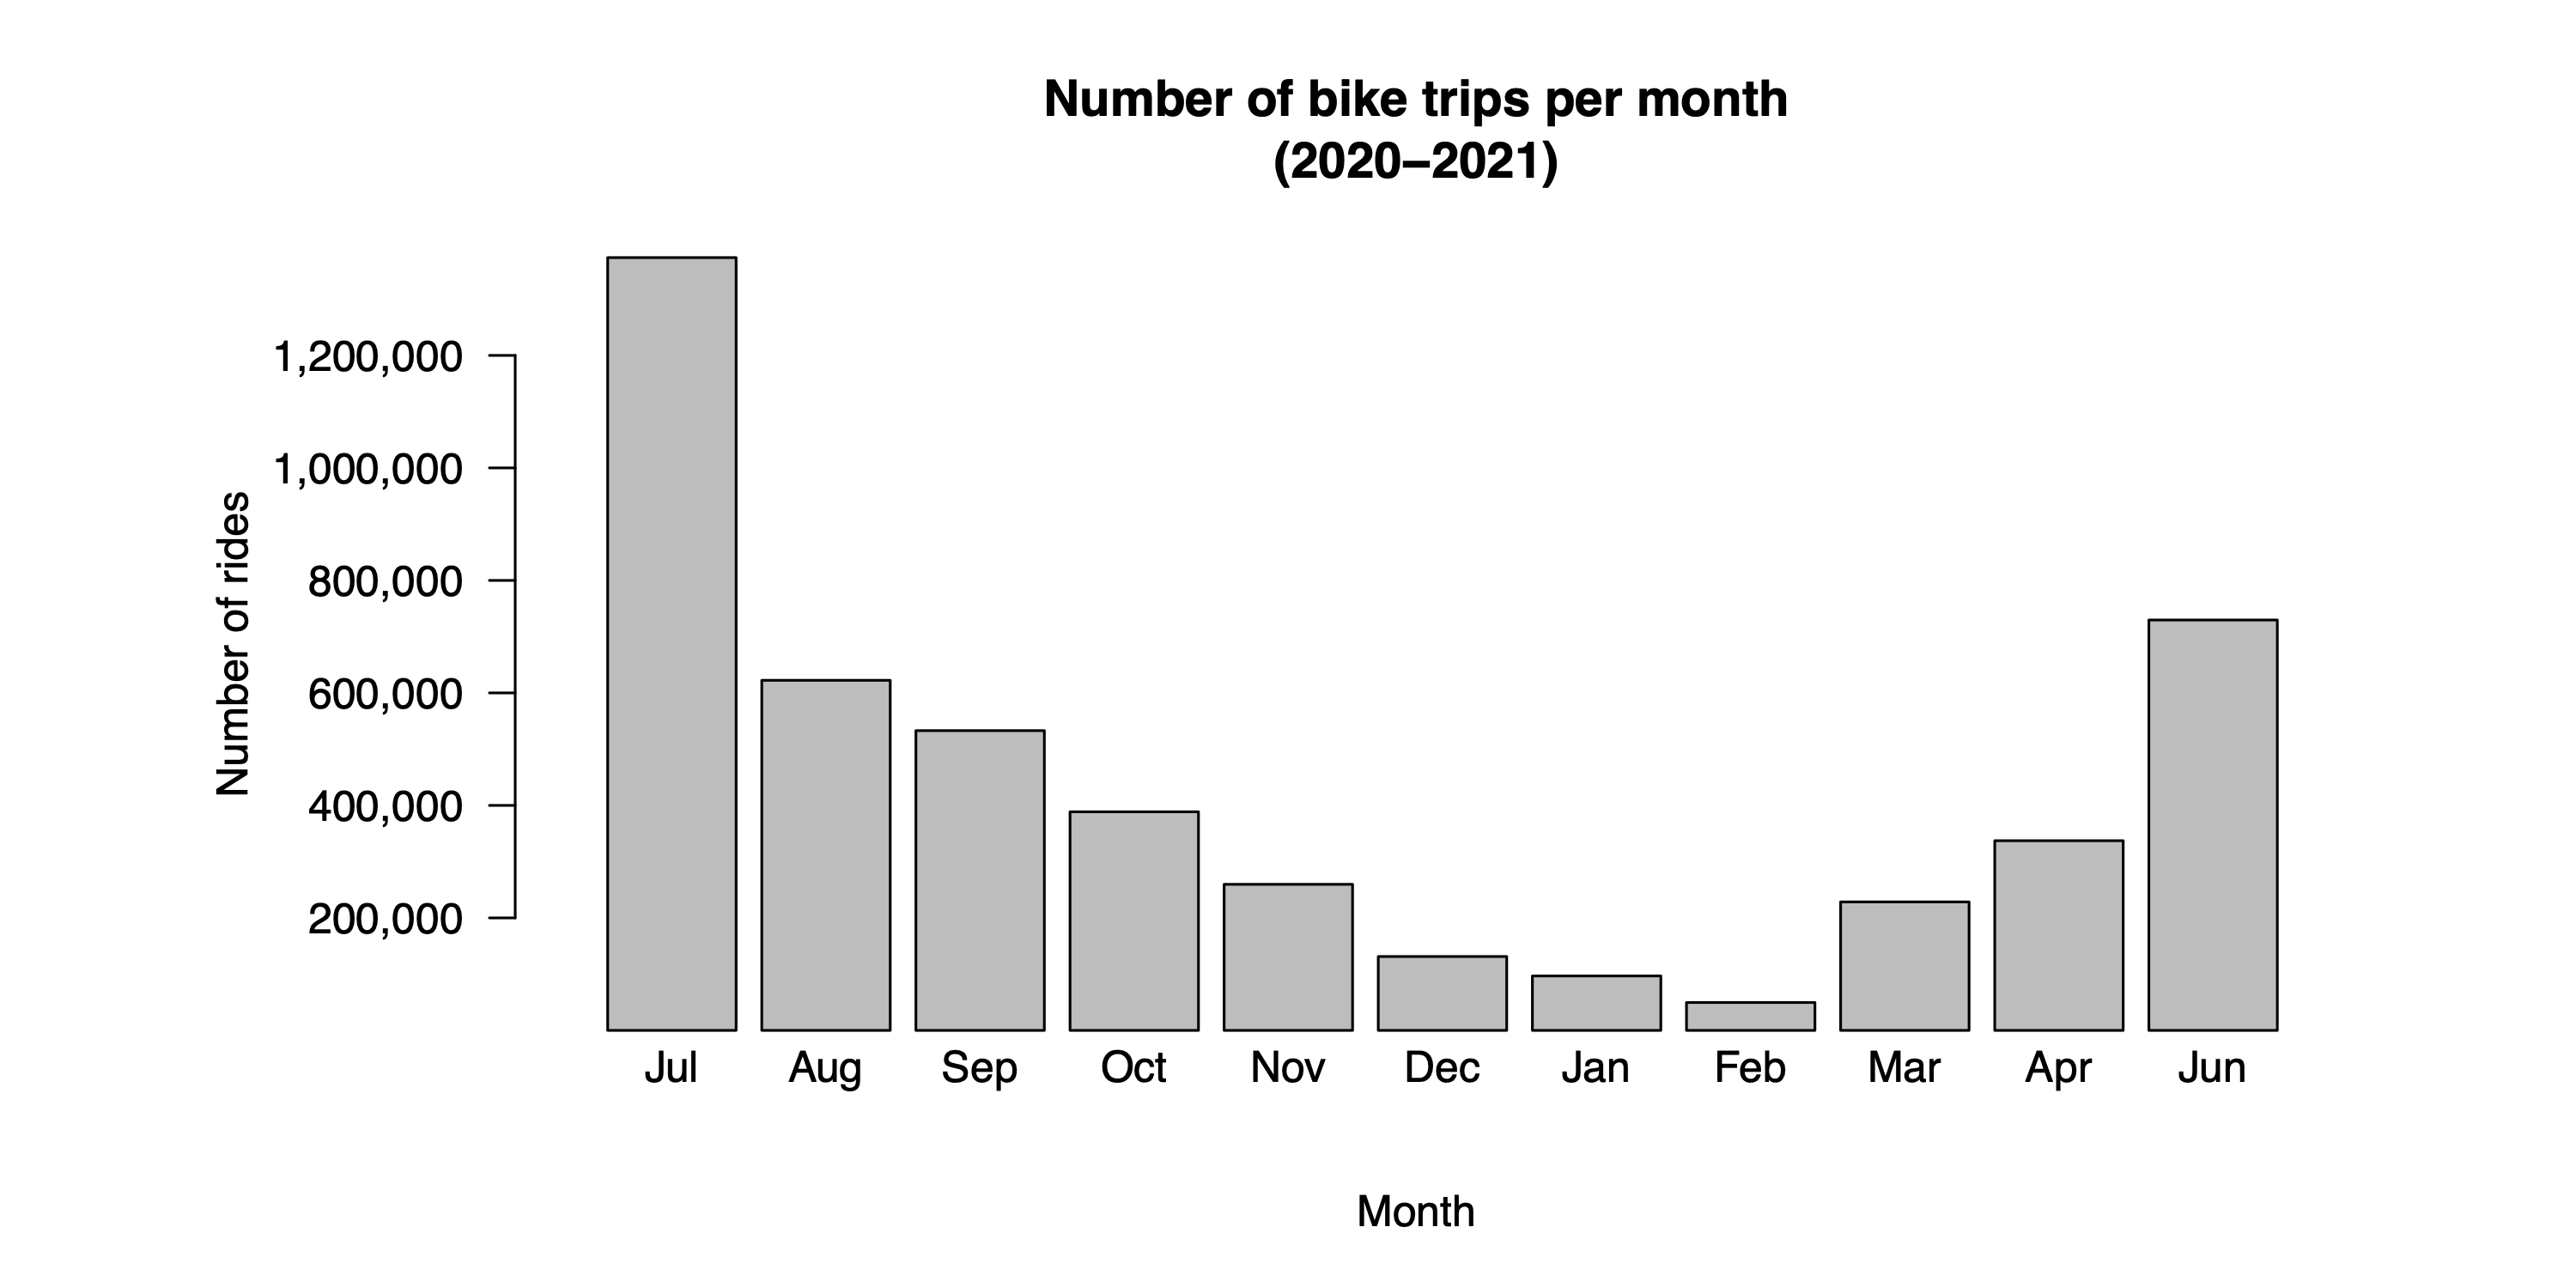 Number of bike trips per month
(2020–2021)
Number of rides
1,200,000
1,000,000
800,000
600,000
400,000
200,000
Jul Aug Sep Oct Nov Dec Jan Feb Mar Apr Jun
Month